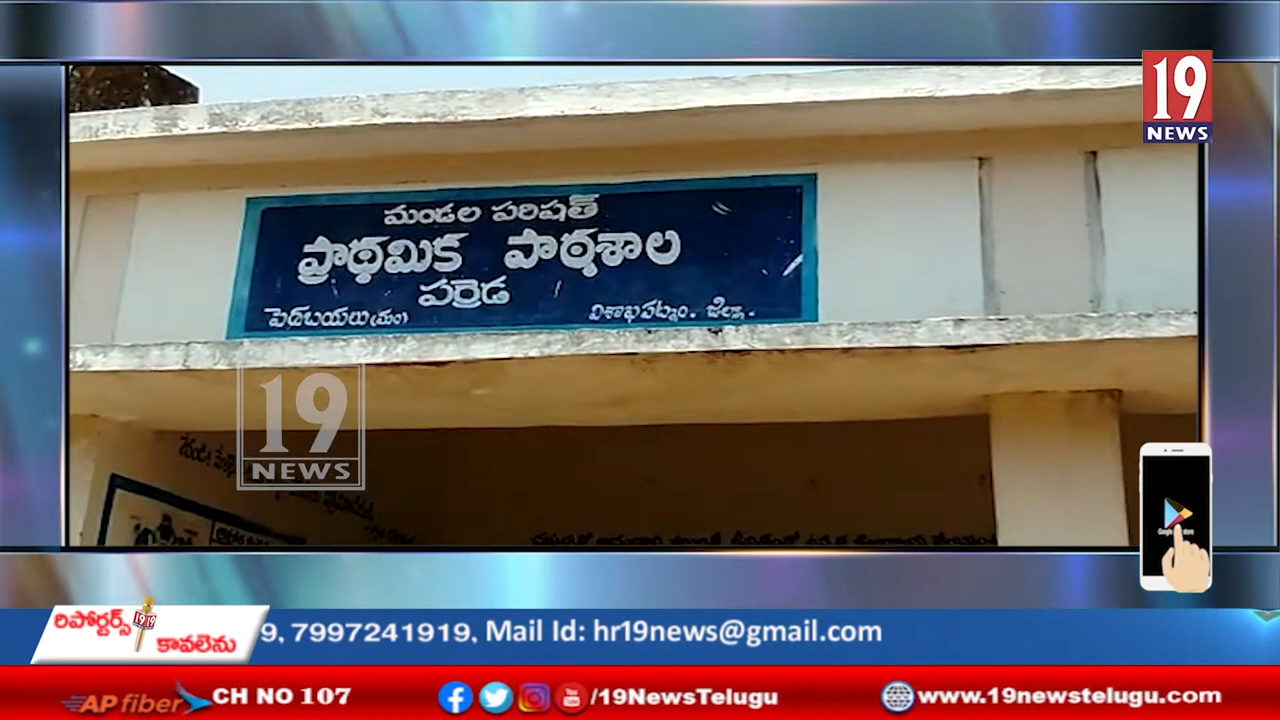 19
NEWS
మండల పరిషత్
ప్రాథమిక పాఠశాల
పర్రెడ
పెదబయలు(మం) విశాఖపట్నం. జిల్లా.
19
NEWS
రిపోర్టర్స్ 1919
కావలెను
9, 7997241919, Mail Id: hr19news@gmail.com
AP fiber CH NO 107 /19NewsTelugu www.19newstelugu.com